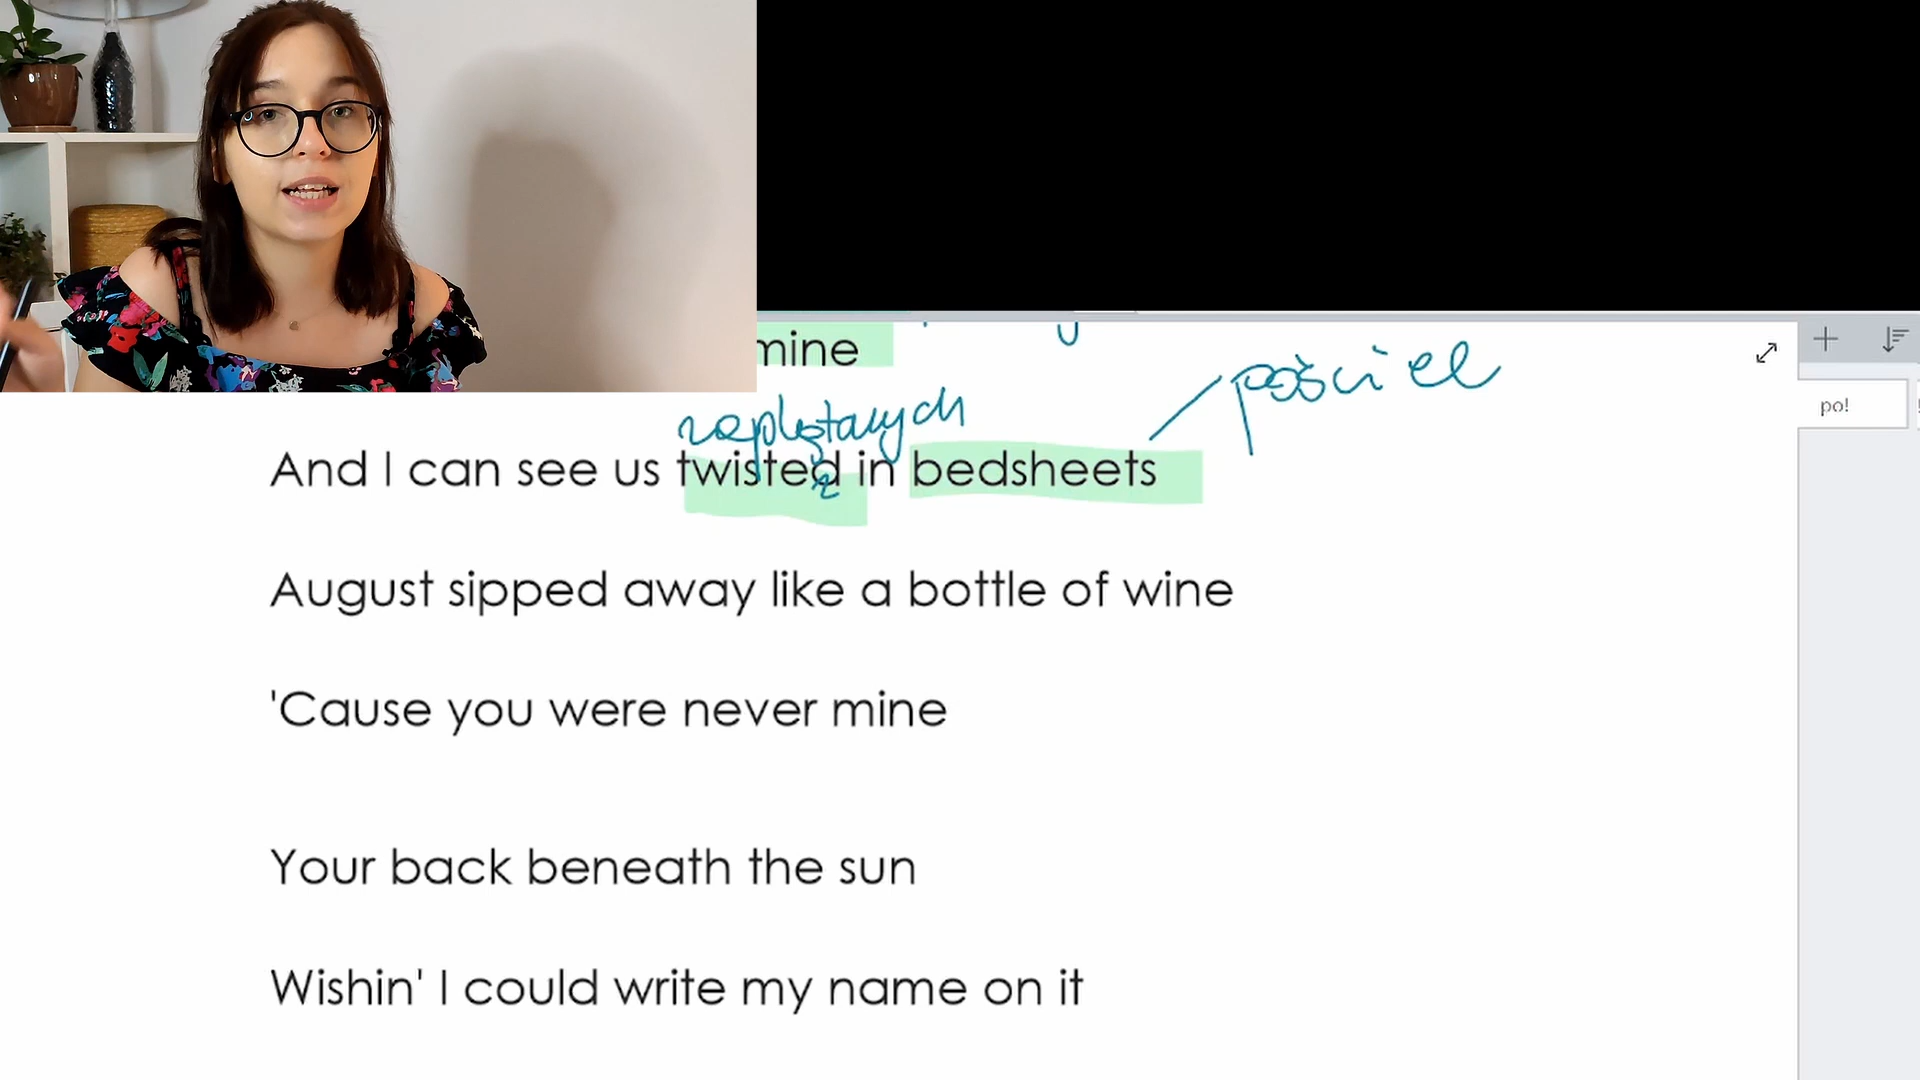 mine
pościel
po!
zaplątanych
And I can see us twisted in bedsheets
z
August sipped away like a bottle of wine
'Cause you were never mine
Your back beneath the sun
Wishin' I could write my name on it